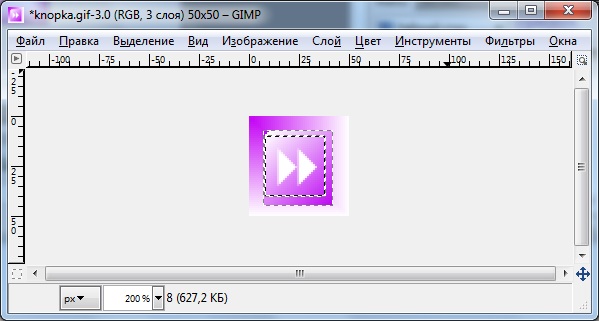 *knopka.gif-3.0 (RGB, 3 слоя) 50x50 – GIMP
Файл Правка Выделение Вид Изображение Слой Цвет Инструменты Фильтры Окна
-100 -75 -50 -25 0 25 50 75 100 125 150
-25
0
25
50
px 200 % 8 (627,2 КБ)